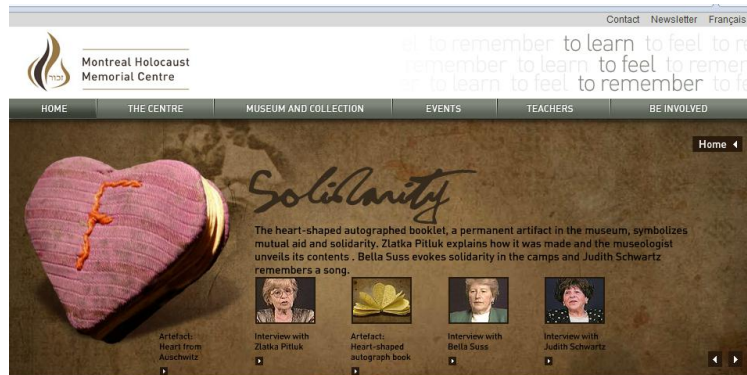 Contact Newsletter Français
זכור
Montreal Holocaust
Memorial Centre
to remember to learn to feel to re
remember to learn to feel to remer
to learn to feel to remember to fe
HOME THE CENTRE MUSEUM AND COLLECTION EVENTS TEACHERS BE INVOLVED
Home
F
Solidarity
The heart-shaped autographed booklet, a permanent artifact in the museum, symbolizes
mutual aid and solidarity. Zlatka Pitluk explains how it was made and the museologist
unveils its contents . Bella Suss evokes solidarity in the camps and Judith Schwartz
remembers a song.
Artefact:
Heart from
Auschwitz
Interview with
Zlatka Pitluk
Artefact:
Heart-shaped
autograph book
Interview with
Bella Suss
Interview with
Judith Schwartz